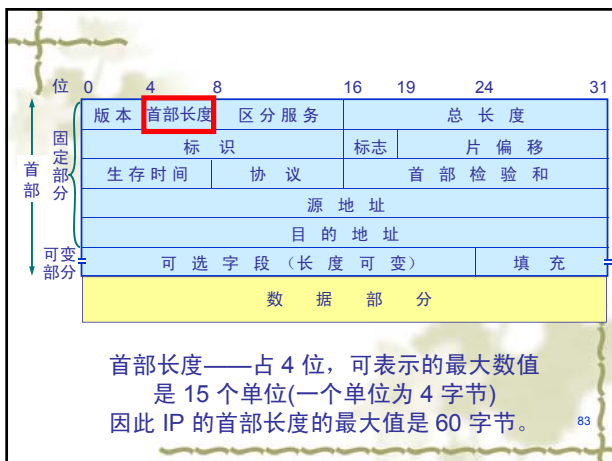 位 0 4 8 16 19 24 31
版 本 首部长度 区 分 服 务 总 长 度
标 识 标志 片 偏 移
生 存 时 间 协 议 首 部 检 验 和
源 地 址
目 的 地 址
可 选 字 段 （长 度 可 变） 填 充
数 据 部 分
首部
固定部分
可变部分
首部长度——占 4 位，可表示的最大数值
是 15 个单位(一个单位为 4 字节)
因此 IP 的首部长度的最大值是 60 字节。
83